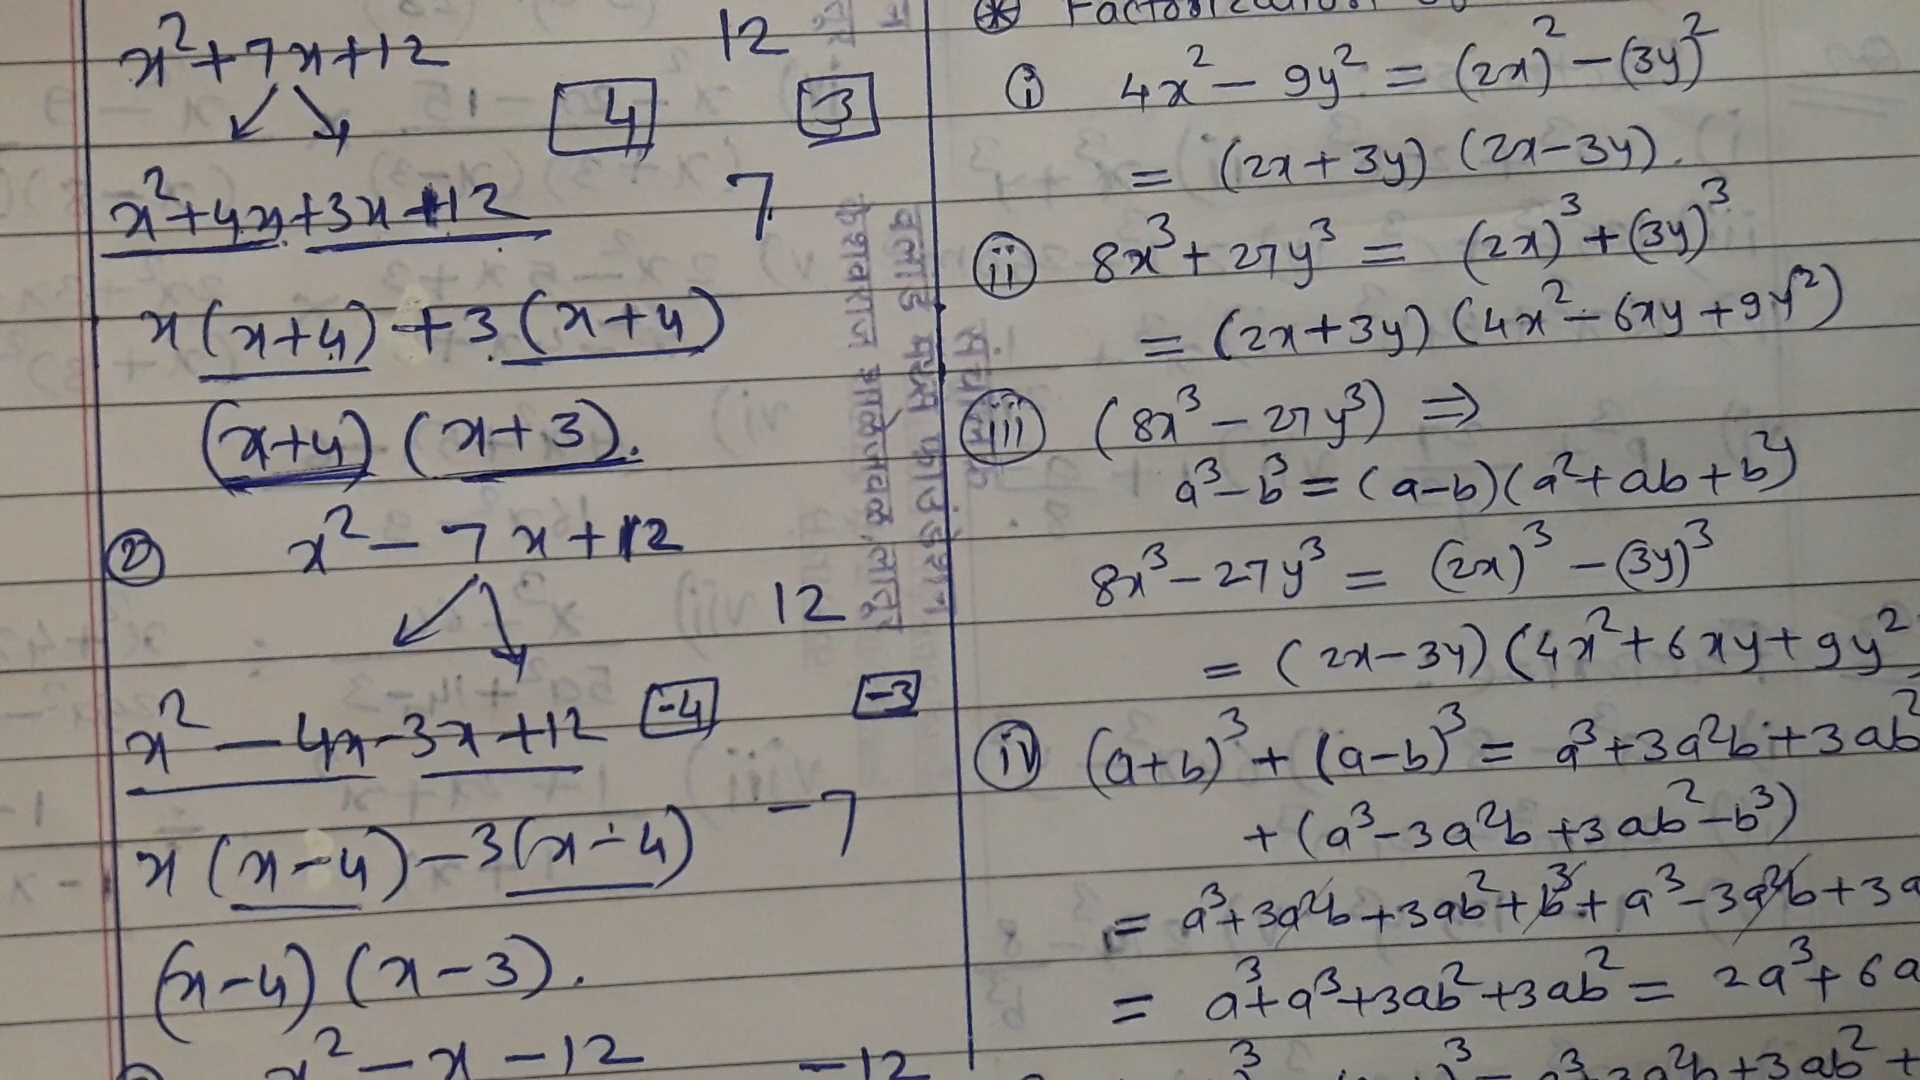 x²+7x+12 12
4 3
x²+4x+3x+12 7
x(x+4)+3(x+4)
(x+4)(x+3).
② x²-7x+12
12
x²-4x-3x+12 -4 -3
x(x-4)-3(x-4) -7
(x-4)(x-3).
x²-x-12 -12
ⓘ 4x²-9y² = (2x)²-(3y)²
= (2x+3y)(2x-3y).
ii 8x³+27y³ = (2x)³+(3y)³
= (2x+3y)(4x²-6xy+9y²)
iii (8x³-27y³) ⇒
a³-b³ = (a-b)(a²+ab+b²)
8x³-27y³ = (2x)³-(3y)³
= (2x-3y)(4x²+6xy+9y²
iv (a+b)³+(a-b)³ = a³+3a²b+3ab²
+(a³-3a²b+3ab²-b³)
= a³+3a²b+3ab²+b³+a³-3a²b+3a
= a³+a³+3ab²+3ab² = 2a³+6a